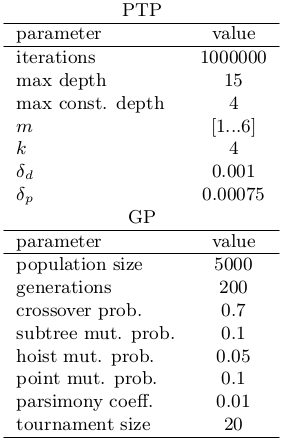 PTP
parameter value
iterations 1000000
max depth 15
max const. depth 4
m [1...6]
k 4
δd 0.001
δp 0.00075
GP
parameter value
population size 5000
generations 200
crossover prob. 0.7
subtree mut. prob. 0.1
hoist mut. prob. 0.05
point mut. prob. 0.1
parsimony coeff. 0.01
tournament size 20